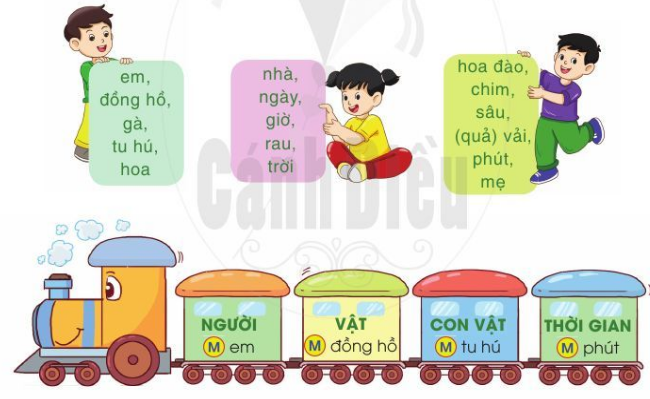 em,
đồng hồ,
gà,
tu hú,
hoa
nhà,
ngày,
giờ,
rau,
trời
hoa đào,
chim,
sâu,
(quả) vải,
phút,
mẹ
Cánh Diều
NGƯỜI
M em
VẬT
M đồng hồ
CON VẬT
M tu hú
THỜI GIAN
M phút